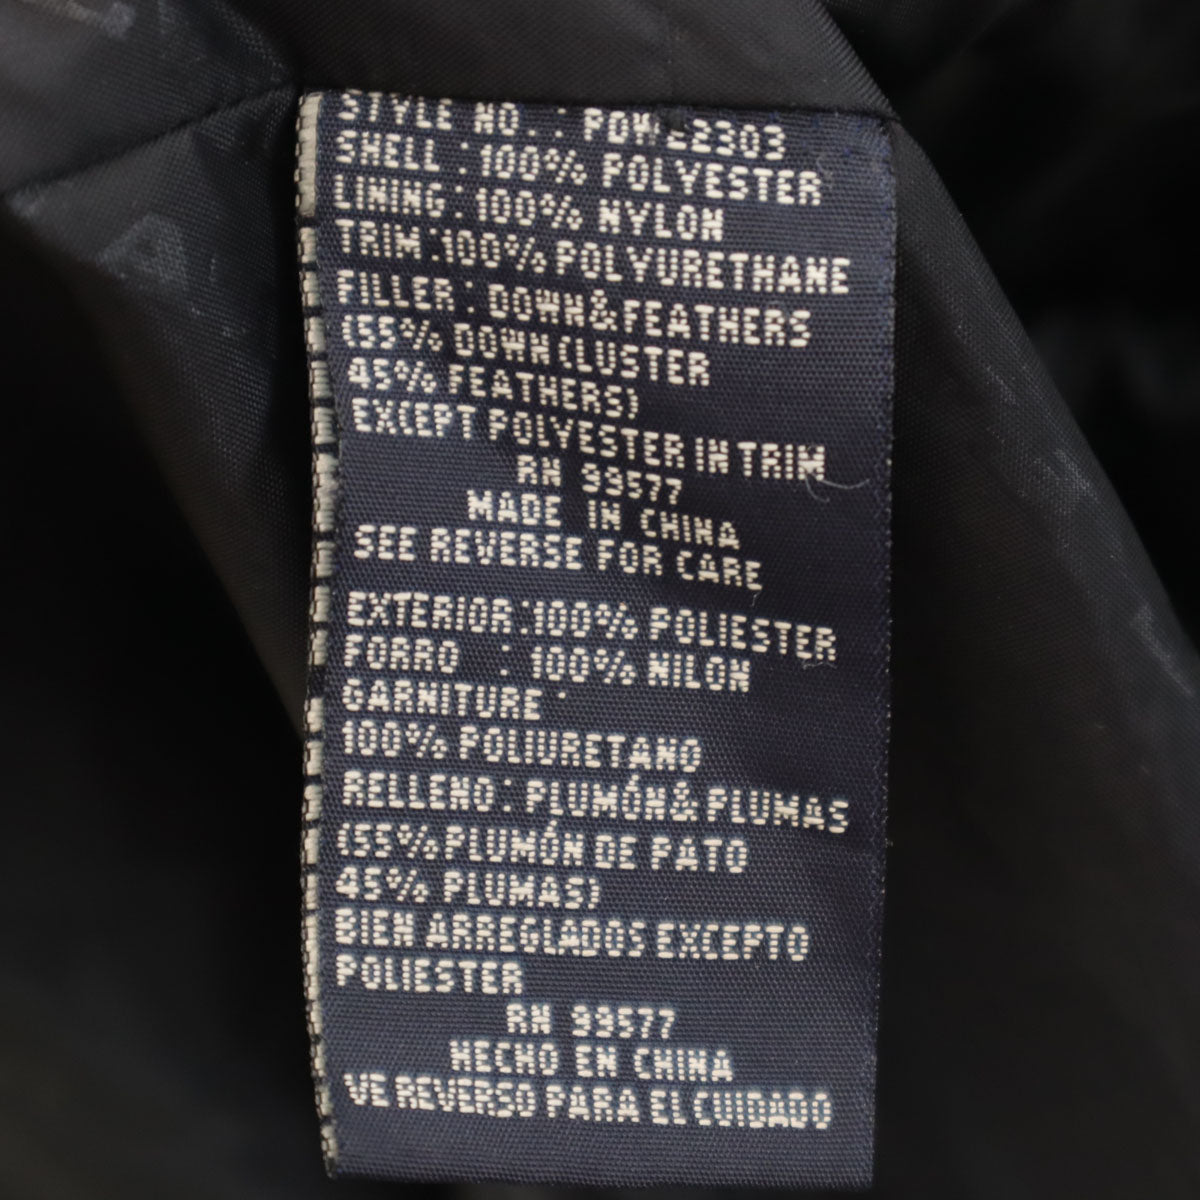 STYLE NO. :
SHELL : 100% POLYESTER
LINING : 100% NYLON
TRIM : 100% POLYURETHANE
FILLER : DOWN&FEATHERS
(55% DOWN CLUSTER
45% FEATHERS)
EXCEPT POLYESTER IN TRIM
RN 99577
MADE IN CHINA
SEE REVERSE FOR CARE
EXTERIOR :100% POLIESTER
FORRO : 100% NILON
GARNITURE :
100% POLIURETANO
RELLENO : PLUMÓN& PLUMAS
(55% PLUMÓN DE PATO
45% PLUMAS)
BIEN ARREGLADOS EXCEPTO
POLIESTER
RN 99577
HECHO EN CHINA
VE REVERSO PARA EL CUIDADO